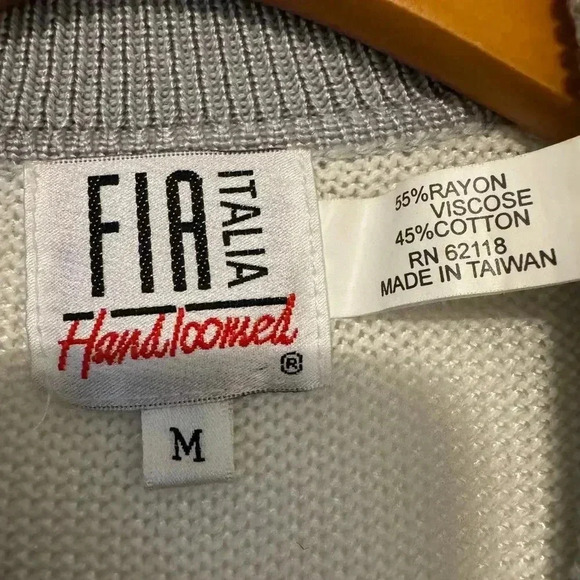 FIA ITALIA
Handloomed
®
M
55%RAYON
VISCOSE
45%COTTON
RN 62118
MADE IN TAIWAN